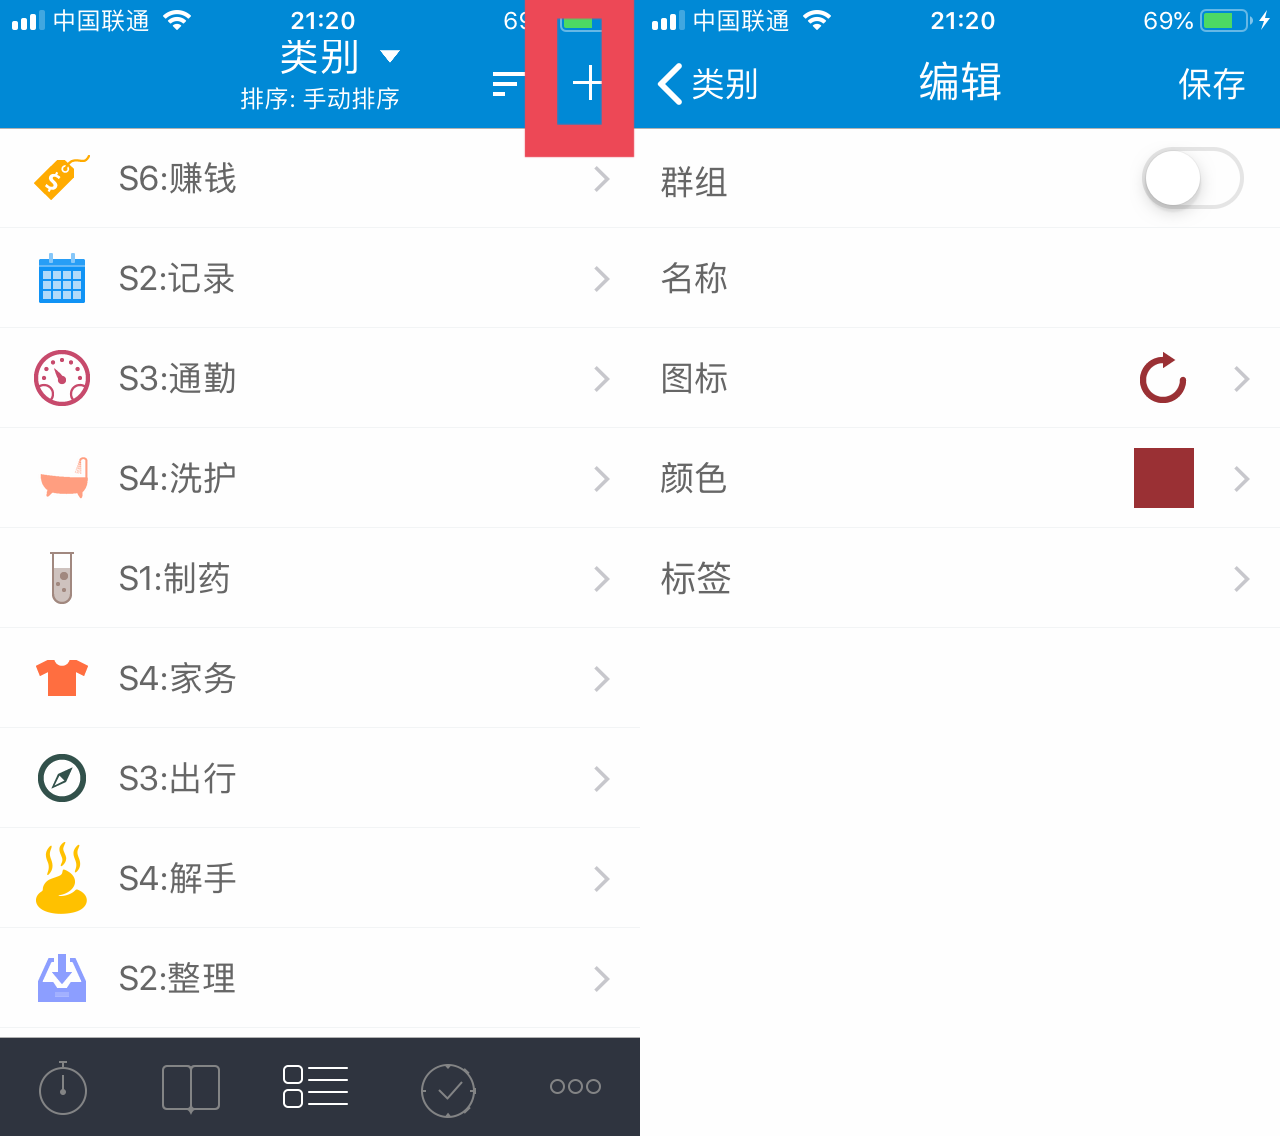 中国联通 21:20 69
类别
排序: 手动排序
S6:赚钱
S2:记录
S3:通勤
S4:洗护
S1:制药
S4:家务
S3:出行
S4:解手
S2:整理
中国联通 21:20 69%
类别 编辑 保存
群组
名称
图标
颜色
标签